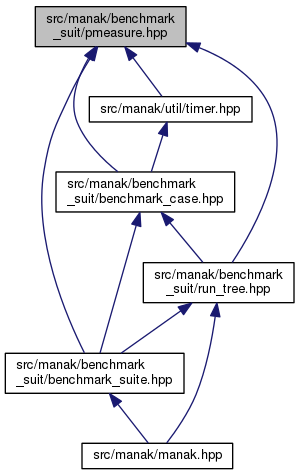 src/manak/benchmark
_suit/pmeasure.hpp
src/manak/util/timer.hpp
src/manak/benchmark
_suit/benchmark_case.hpp
src/manak/benchmark
_suit/run_tree.hpp
src/manak/benchmark
_suit/benchmark_suite.hpp
src/manak/manak.hpp